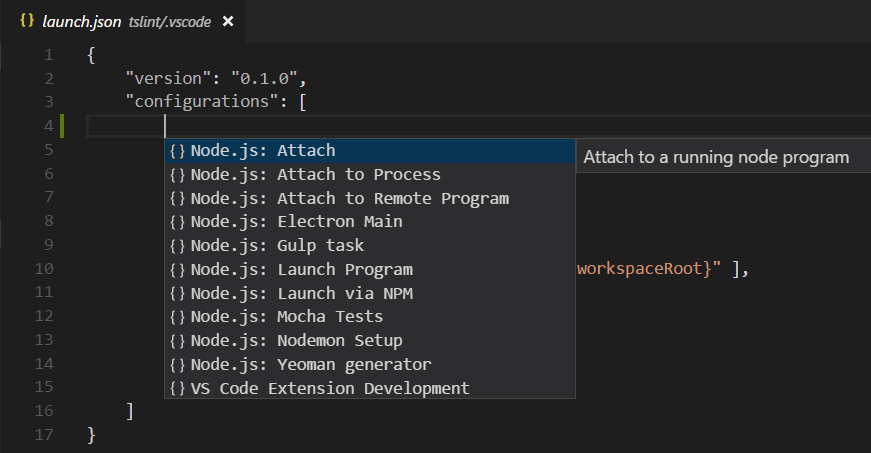 {} launch.json tslint/.vscode ×
1 {
2 "version": "0.1.0",
3 "configurations": [
4
5 {} Node.js: Attach Attach to a running node program
6 {} Node.js: Attach to Process
7 {} Node.js: Attach to Remote Program
8 {} Node.js: Electron Main
9 {} Node.js: Gulp task
10 {} Node.js: Launch Program workspaceRoot}" ],
11 {} Node.js: Launch via NPM
12 {} Node.js: Mocha Tests
13 {} Node.js: Nodemon Setup
14 {} Node.js: Yeoman generator
15 {} VS Code Extension Development
16 ]
17 }